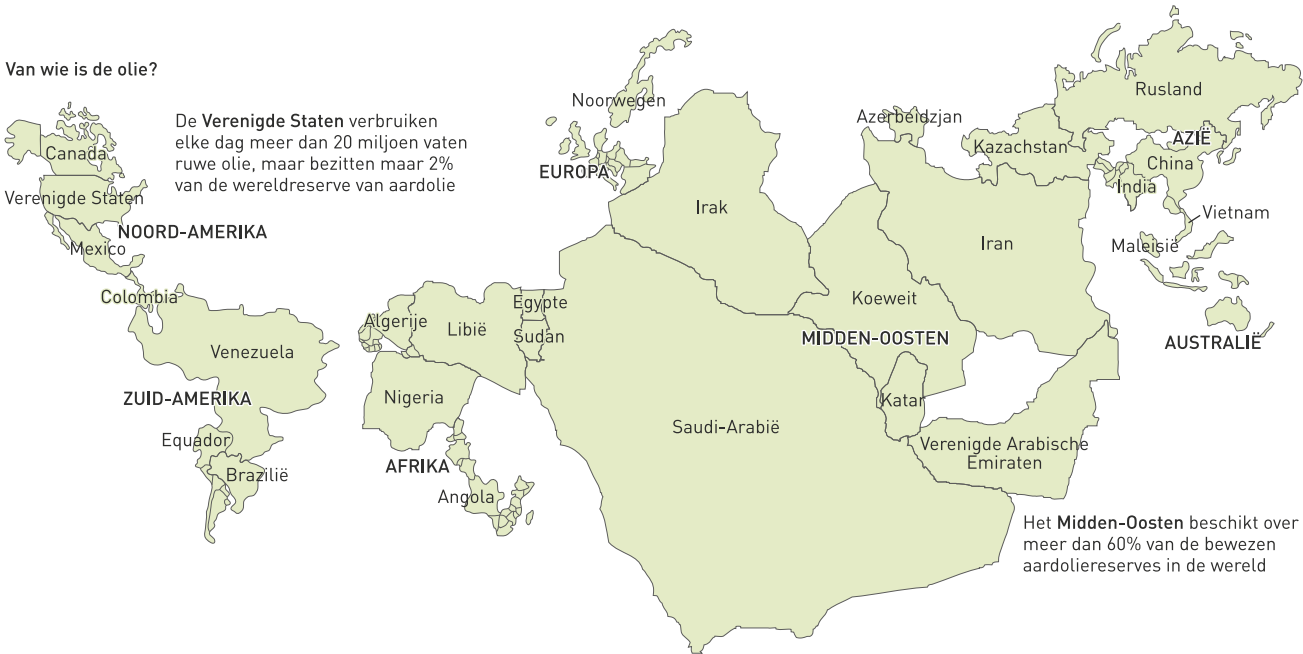 Van wie is de olie?
De Verenigde Staten verbruiken
elke dag meer dan 20 miljoen vaten
ruwe olie, maar bezitten maar 2%
van de wereldreserve van aardolie
Canada
Verenigde Staten
NOORD-AMERIKA
Mexico
Colombia
Venezuela
ZUID-AMERIKA
Equador
Brazilië
Noorwegen
EUROPA
Algerije
Libië
Egypte
Sudan
Nigeria
AFRIKA
Angola
Irak
Azerbeidzjan
Kazachstan
Iran
Koeweit
MIDDEN-OOSTEN
Katar
Saudi-Arabië
Verenigde Arabische
Emiraten
Rusland
AZIË
China
India
Vietnam
Maleisië
AUSTRALIË
Het Midden-Oosten beschikt over
meer dan 60% van de bewezen
aardoliereserves in de wereld